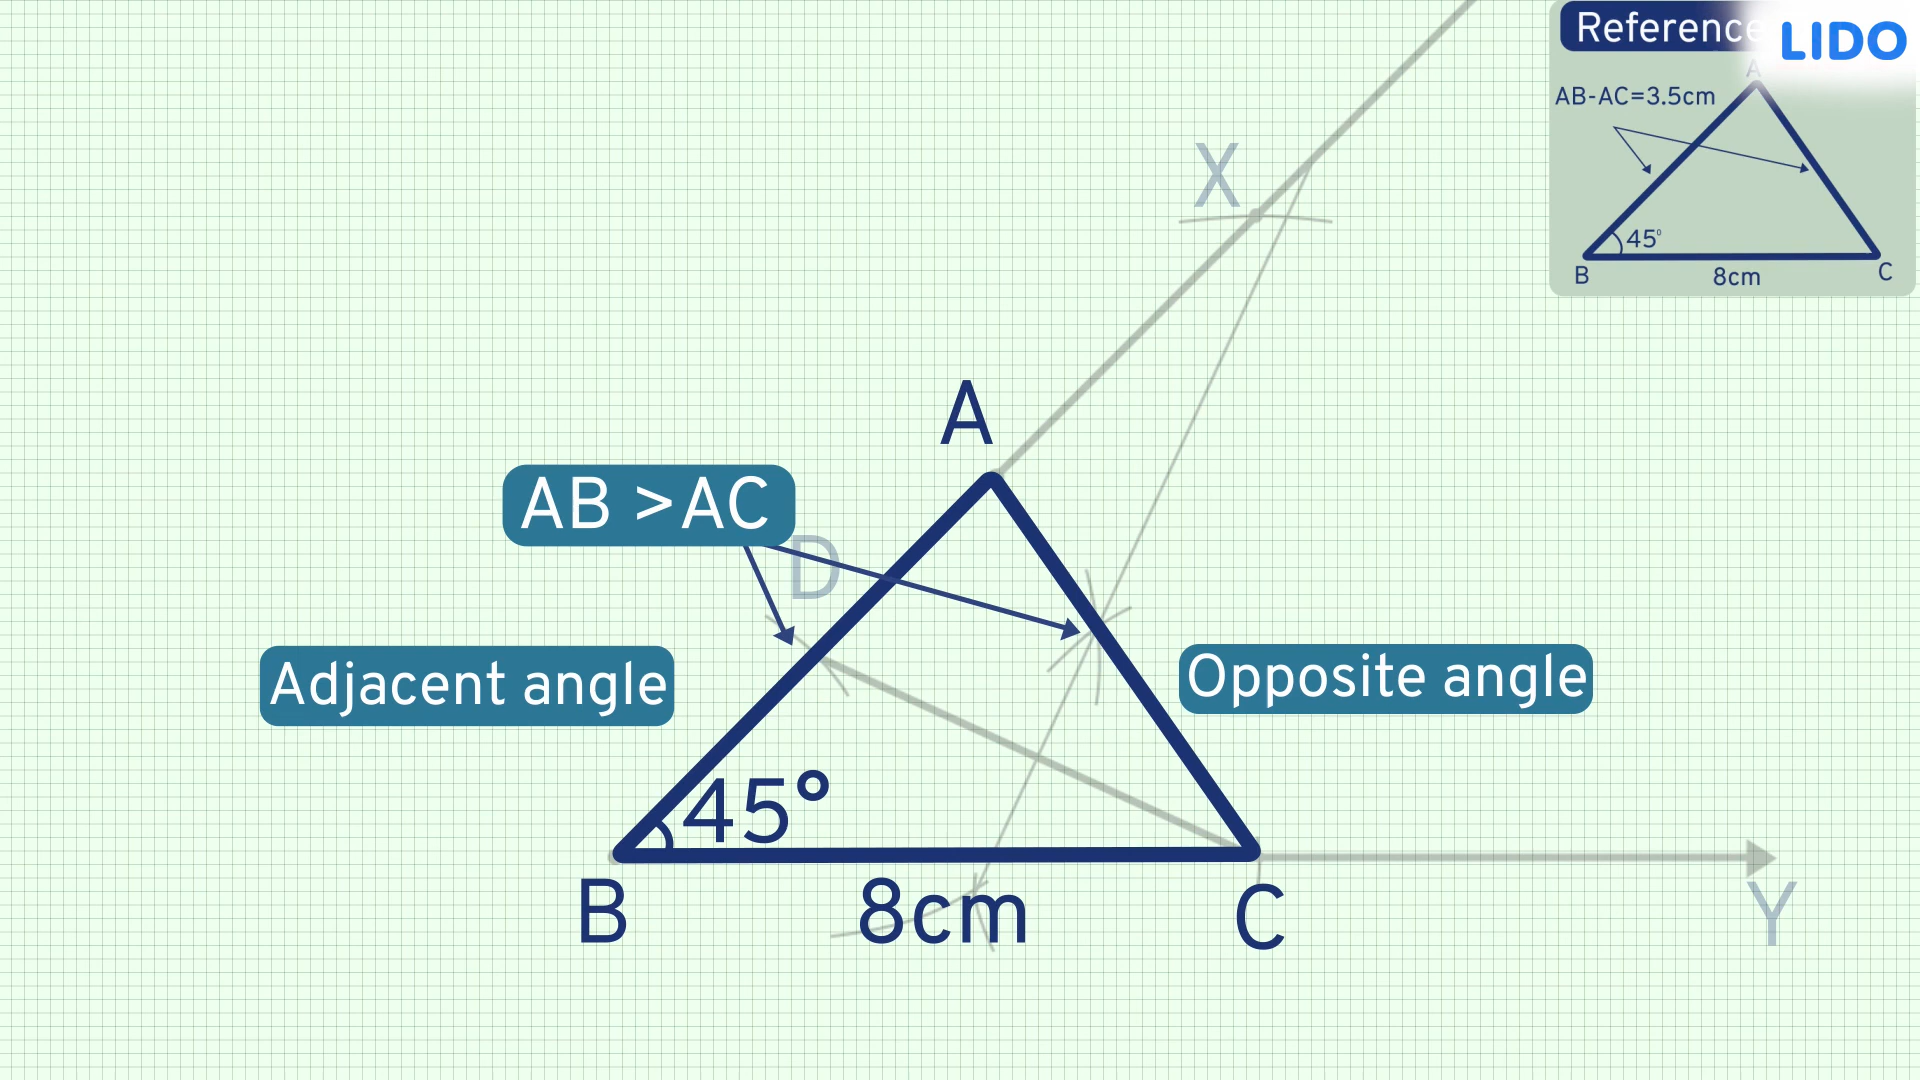 Reference
LIDO
A
AB-AC=3.5cm
45°
B
C
8cm
X
A
AB >AC
D
Adjacent angle
Opposite angle
45°
B
8cm
C
Y